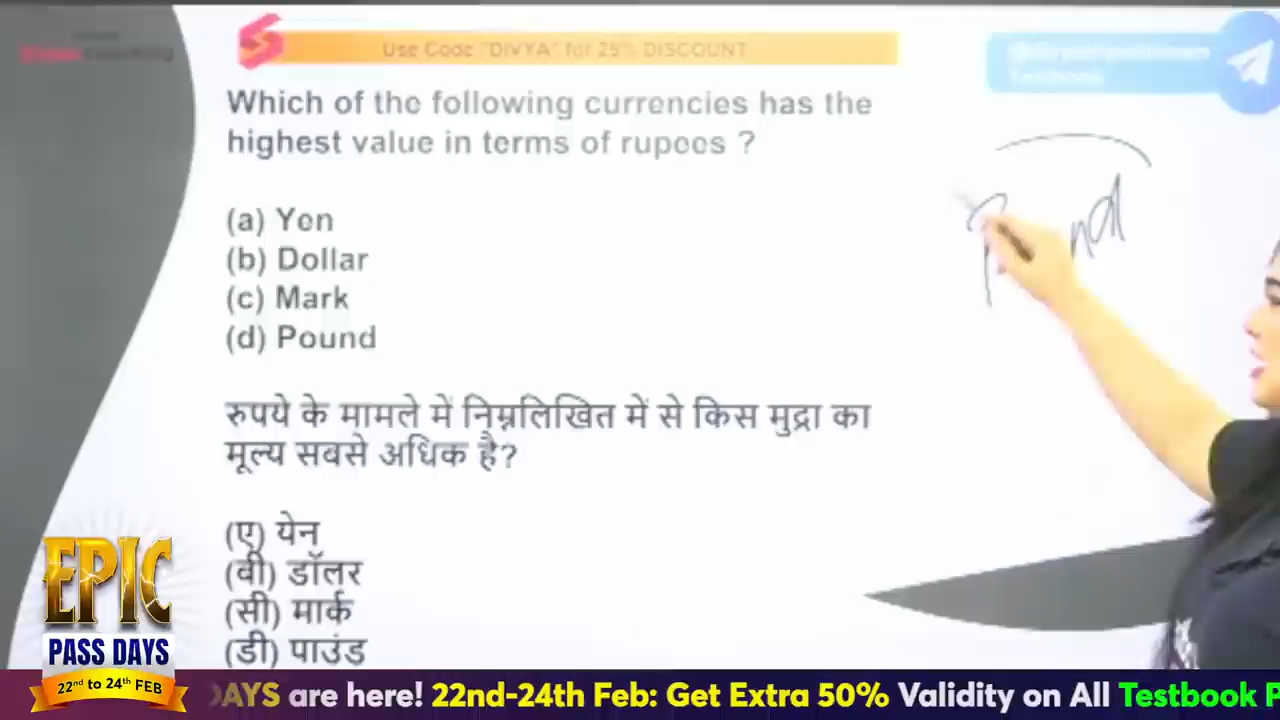 Use Code "DIVYA" for 25% DISCOUNT
Which of the following currencies has the
highest value in terms of rupees ?
(a) Yen
(b) Dollar
(c) Mark
(d) Pound
रुपये के मामले में निम्नलिखित में से किस मुद्रा का
मूल्य सबसे अधिक है?
(ए) येन
(बी) डॉलर
(सी) मार्क
(डी) पाउंड
EPIC
PASS DAYS
22nd to 24th FEB
DAYS are here! 22nd-24th Feb: Get Extra 50% Validity on All Testbook P